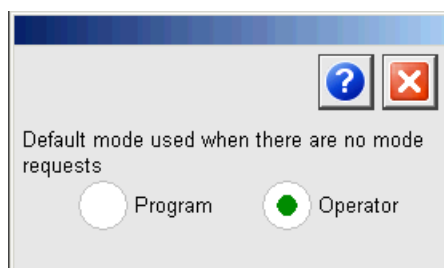 Default mode used when there are no mode
requests
Program Operator